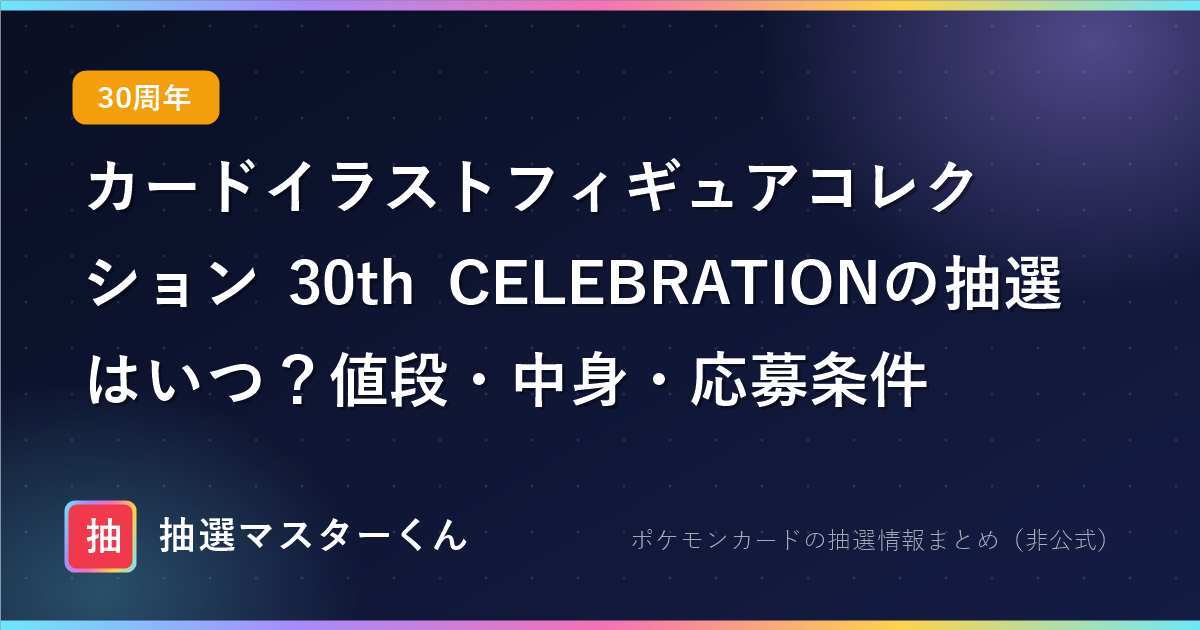 30周年
カードイラストフィギュアコレク
ション 30th CELEBRATIONの抽選
はいつ？値段・中身・応募条件
抽 抽選マスターくん
ポケモンカードの抽選情報まとめ（非公式）